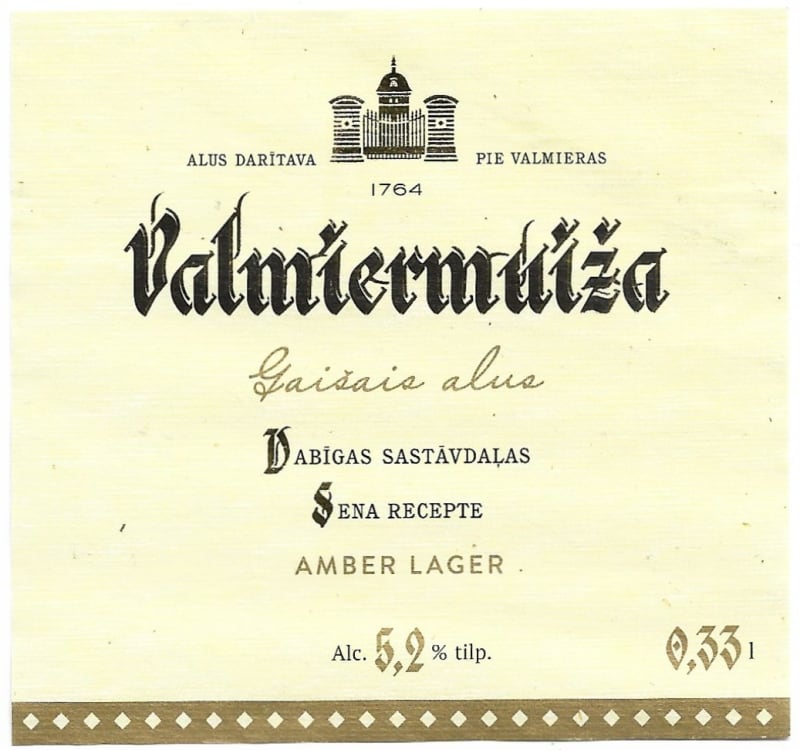 ALUS DARĪTAVA PIE VALMIERAS
1764
Valmiermuiža
Gaišais alus
DABĪGAS SASTĀVDAĻAS
SENA RECEPTE
AMBER LAGER
Alc. 5,2 % tilp.
0,33 l